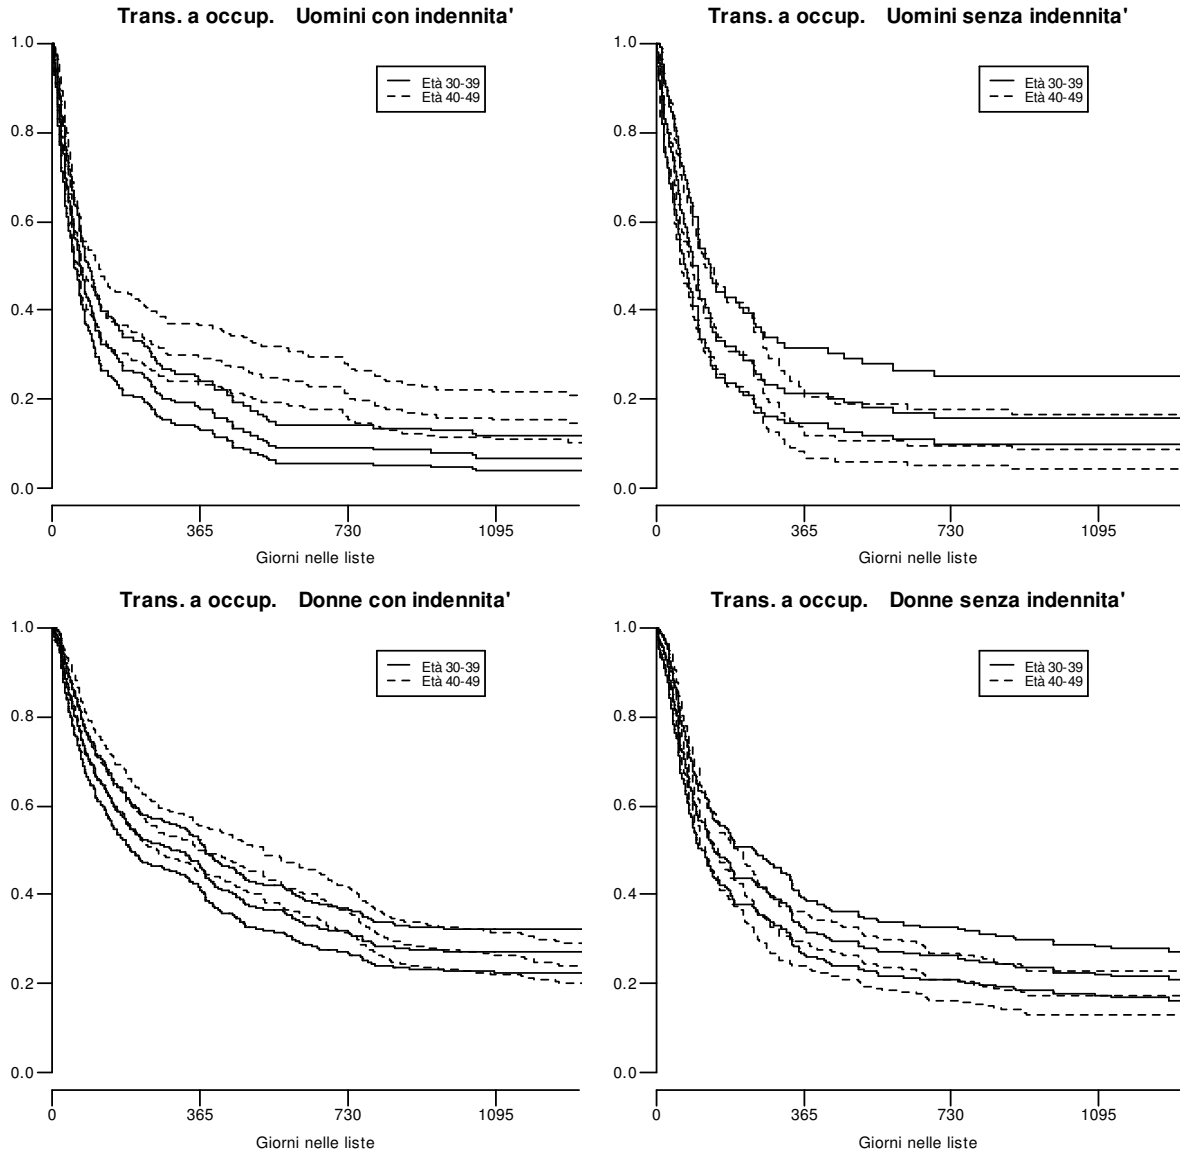 Trans. a occup. Uomini con indennita'
1.0
0.8
0.6
0.4
0.2
0.0
Età 30-39
Età 40-49
0 365 730 1095
Giorni nelle liste
Trans. a occup. Uomini senza indennita'
1.0
0.8
0.6
0.4
0.2
0.0
Età 30-39
Età 40-49
0 365 730 1095
Giorni nelle liste
Trans. a occup. Donne con indennita'
1.0
0.8
0.6
0.4
0.2
0.0
Età 30-39
Età 40-49
0 365 730 1095
Giorni nelle liste
Trans. a occup. Donne senza indennita'
1.0
0.8
0.6
0.4
0.2
0.0
Età 30-39
Età 40-49
0 365 730 1095
Giorni nelle liste